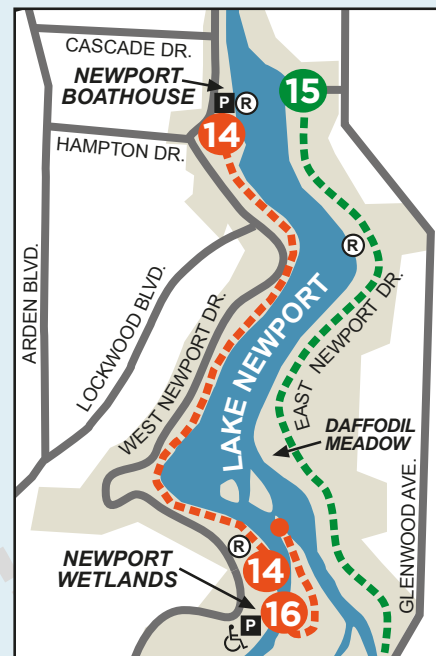 CASCADE DR.
NEWPORT
BOATHOUSE
P
R
15
14
HAMPTON DR.
R
ARDEN BLVD.
LOCKWOOD BLVD.
WEST NEWPORT DR.
LAKE NEWPORT
EAST NEWPORT DR.
DAFFODIL
MEADOW
GLENWOOD AVE.
R
14
NEWPORT
WETLANDS
16
P